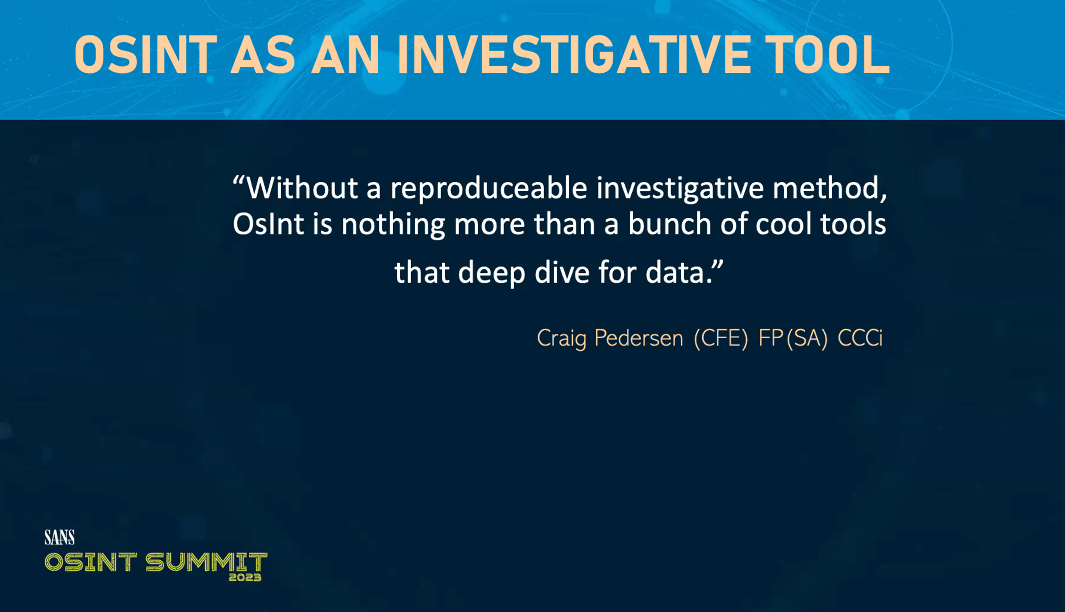 OSINT AS AN INVESTIGATIVE TOOL
“Without a reproduceable investigative method,
OsInt is nothing more than a bunch of cool tools
that deep dive for data.”
Craig Pedersen (CFE) FP(SA) CCCi
SANS
OSINT SUMMIT
2023